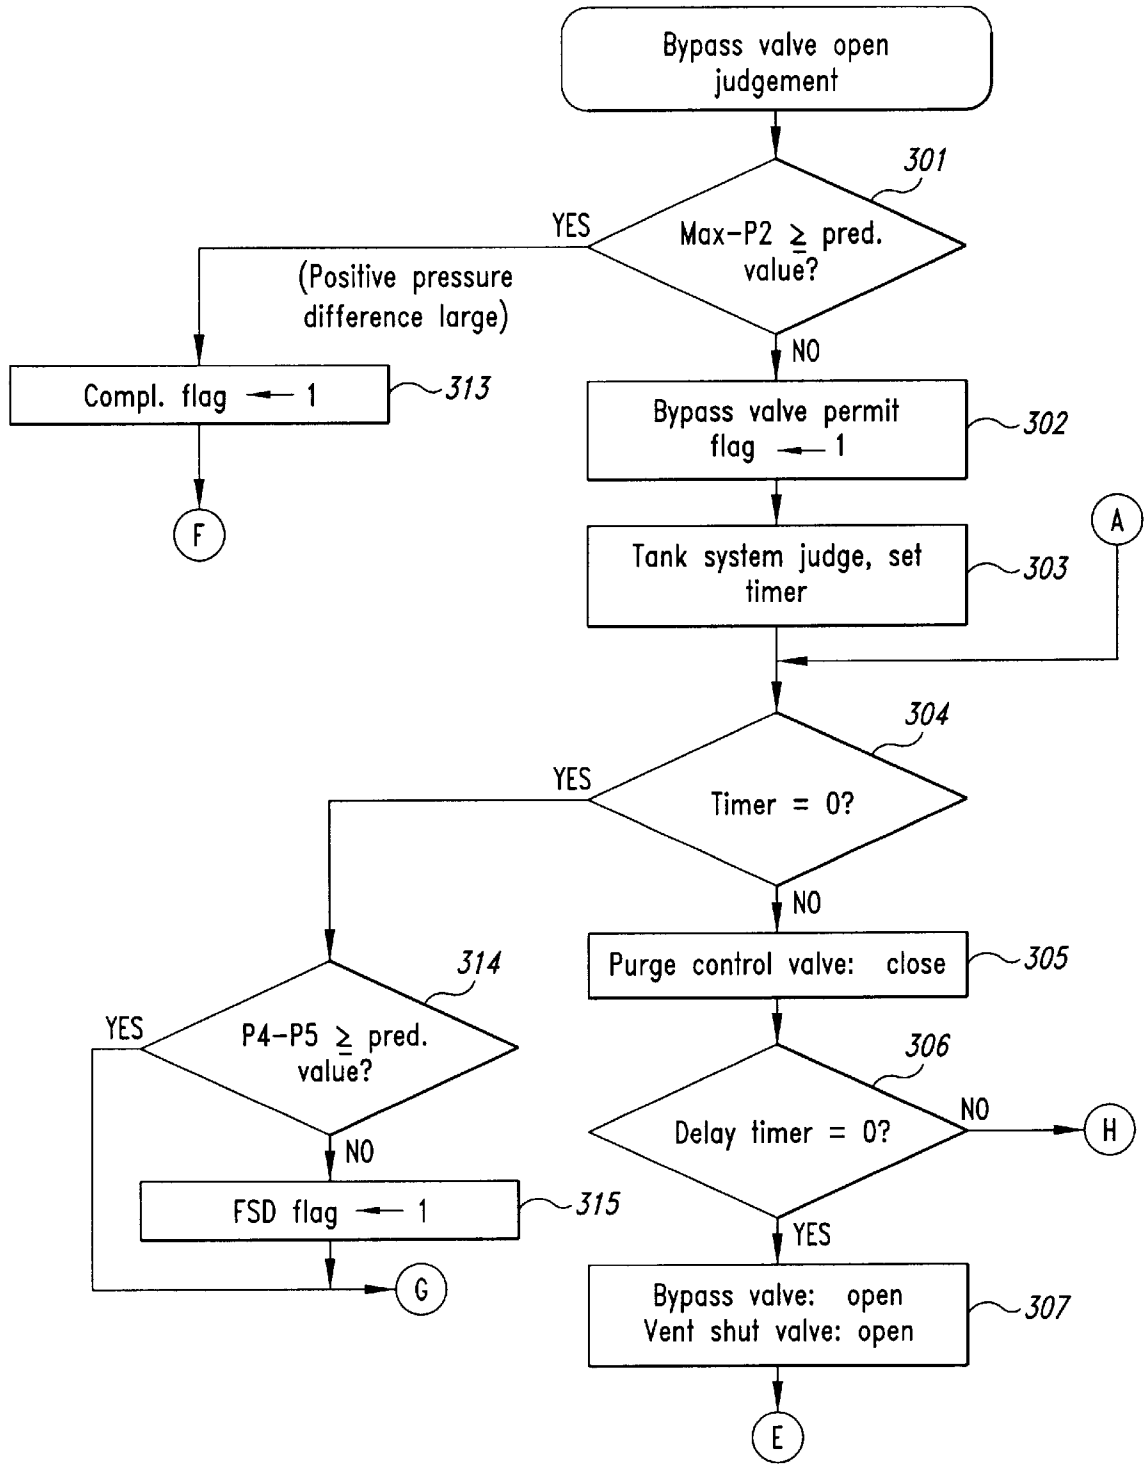 Bypass valve open
judgement
301
YES
Max-P2 ≥ pred.
value?
(Positive pressure
difference large)
NO
Compl. flag ← 1
313
Bypass valve permit
flag ← 1
302
F
A
Tank system judge, set
timer
303
304
YES
Timer = 0?
NO
Purge control valve: close
305
314
YES
P4-P5 ≥ pred.
value?
NO
306
Delay timer = 0?
NO
H
FSD flag ← 1
315
YES
G
Bypass valve: open
Vent shut valve: open
307
E